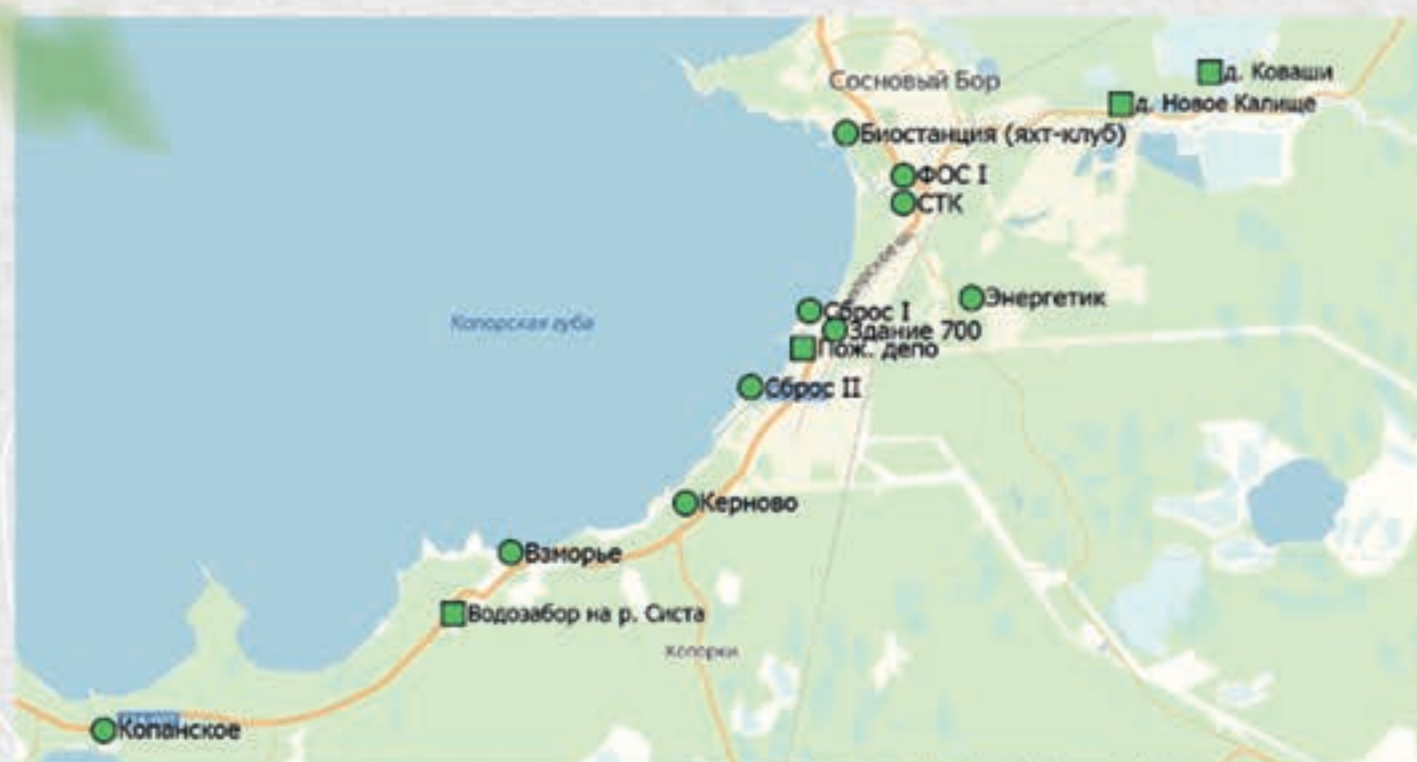 Сосновый Бор
д. Коваши
д. Новое Калище
Биостанция (яхт-клуб)
ФОС I
СТК
Энергетик
Сброс I
Копорская губа
Здание 700
Пож. депо
Сброс II
Керново
Взморье
Водозабор на р. Систа
Копорки
Копанское